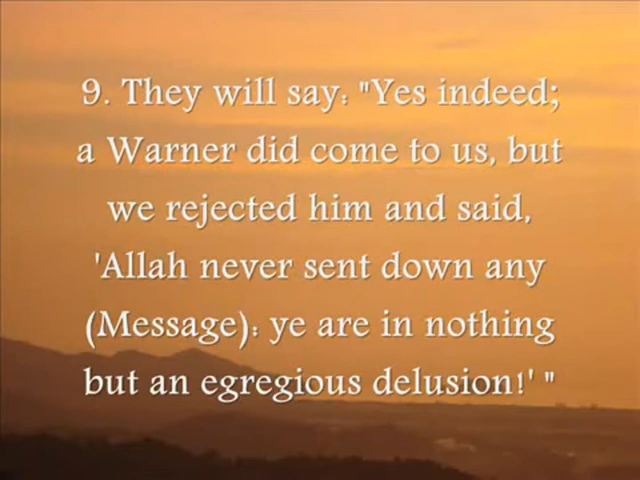 9. They will say: "Yes indeed;
a Warner did come to us, but
we rejected him and said,
'Allah never sent down any
(Message): ye are in nothing
but an egregious delusion!' "